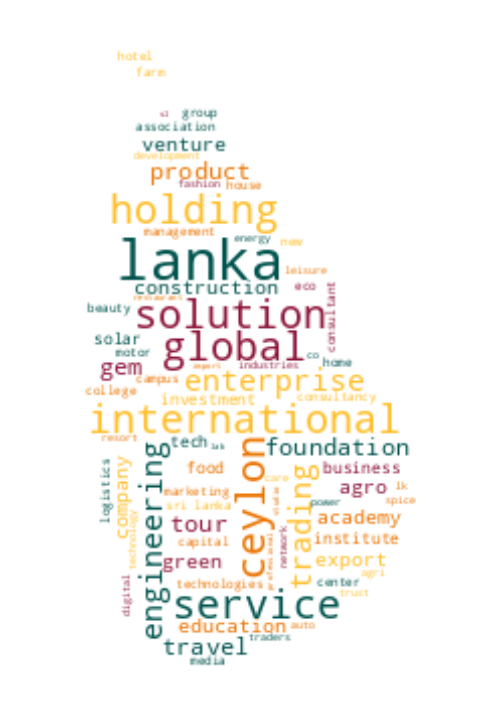 hotel
farm
sl group
association
venture
development
product
fashion house
holding
management
energy new
lanka
leisure
construction eco
restaurant
consultant
beauty solution
solar
motor global co home
gem import industries
campus enterprise
college investment consultancy
international
resort tech lab foundation
engineering
ceylon
logistics
company
food
business
trading
care
marketing
agro lk
status
spice
sri lanka
power
technology
tour
academy
capital
professional
network
institute
green
export
agri
digital
technologies
center
trust
service
education auto
travel traders
media